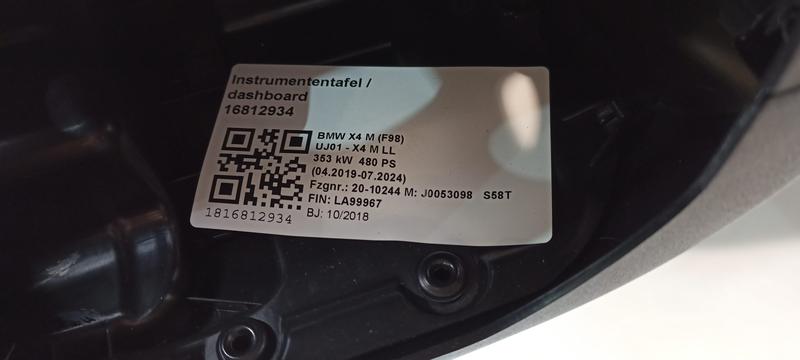 Instrumententafel /
dashboard
16812934
BMW X4 M (F98)
UJ01 - X4 M LL
353 kW 480 PS
(04.2019-07.2024)
Fzgnr.: 20-10244 M: J0053098 S58T
FIN: LA99967
BJ: 10/2018
1816812934